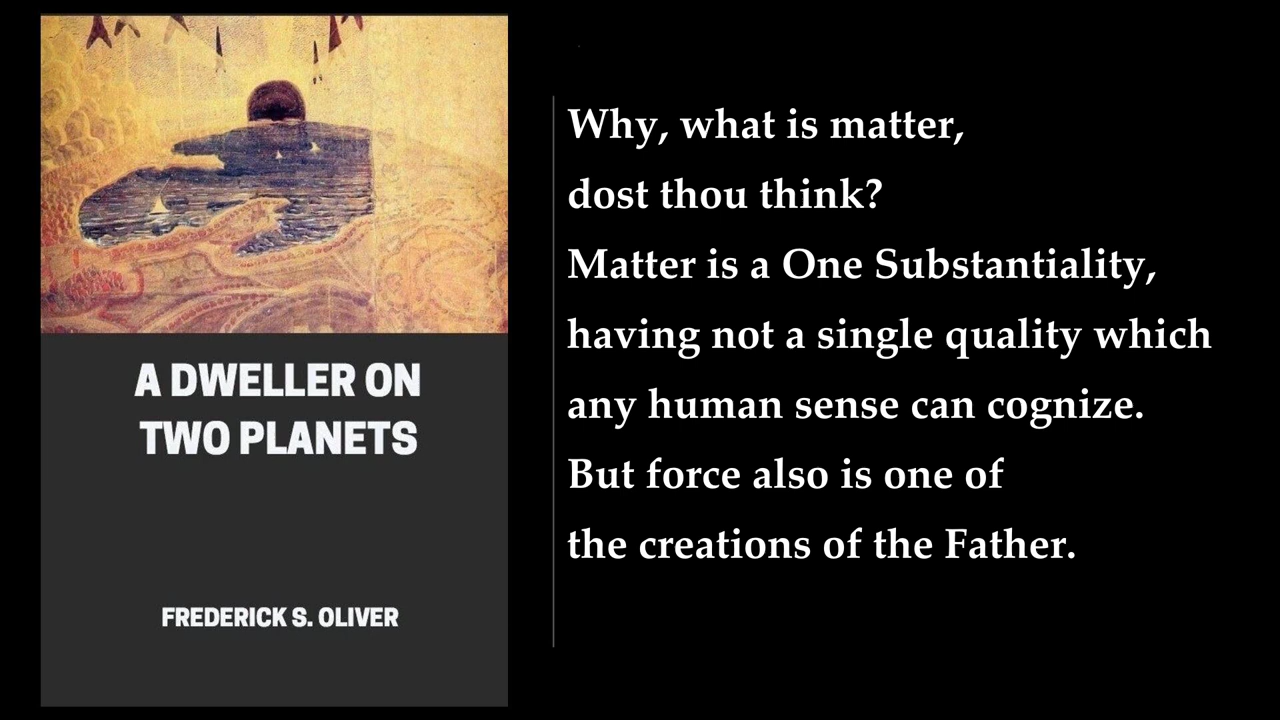 A DWELLER ON
TWO PLANETS
FREDERICK S. OLIVER
Why, what is matter,
dost thou think?
Matter is a One Substantiality,
having not a single quality which
any human sense can cognize.
But force also is one of
the creations of the Father.